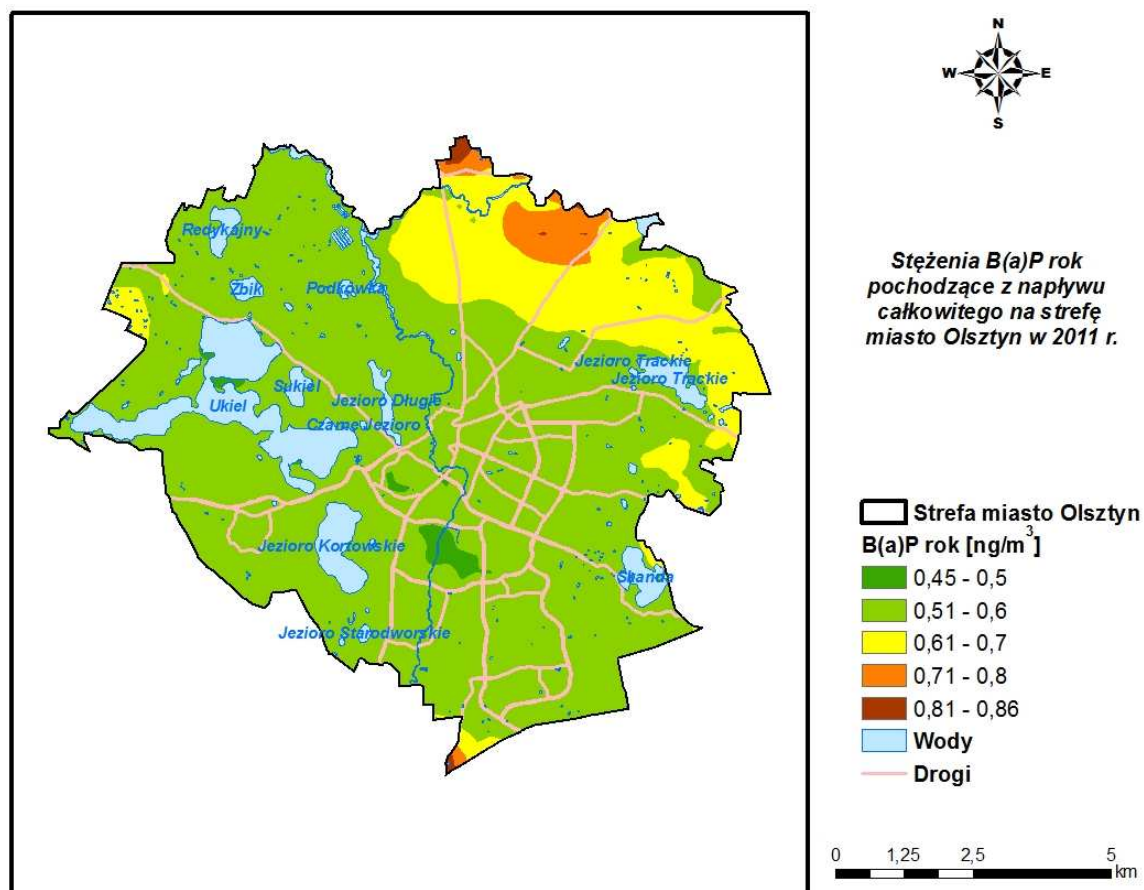 N
W E
S
Stężenia B(a)P rok
pochodzące z napływu
całkowitego na strefę
miasto Olsztyn w 2011 r.
Redykajny
Żbik
Podkówka
Jezioro Trackie
Jezioro Trackie
Sukiel
Ukiel
Jezioro Długie
Czarne Jezioro
Jezioro Kortowskie
Skanda
Jezioro Starodworskie
Strefa miasto Olsztyn
B(a)P rok [ng/m³]
0,45 - 0,5
0,51 - 0,6
0,61 - 0,7
0,71 - 0,8
0,81 - 0,86
Wody
Drogi
0 1,25 2,5 5
km